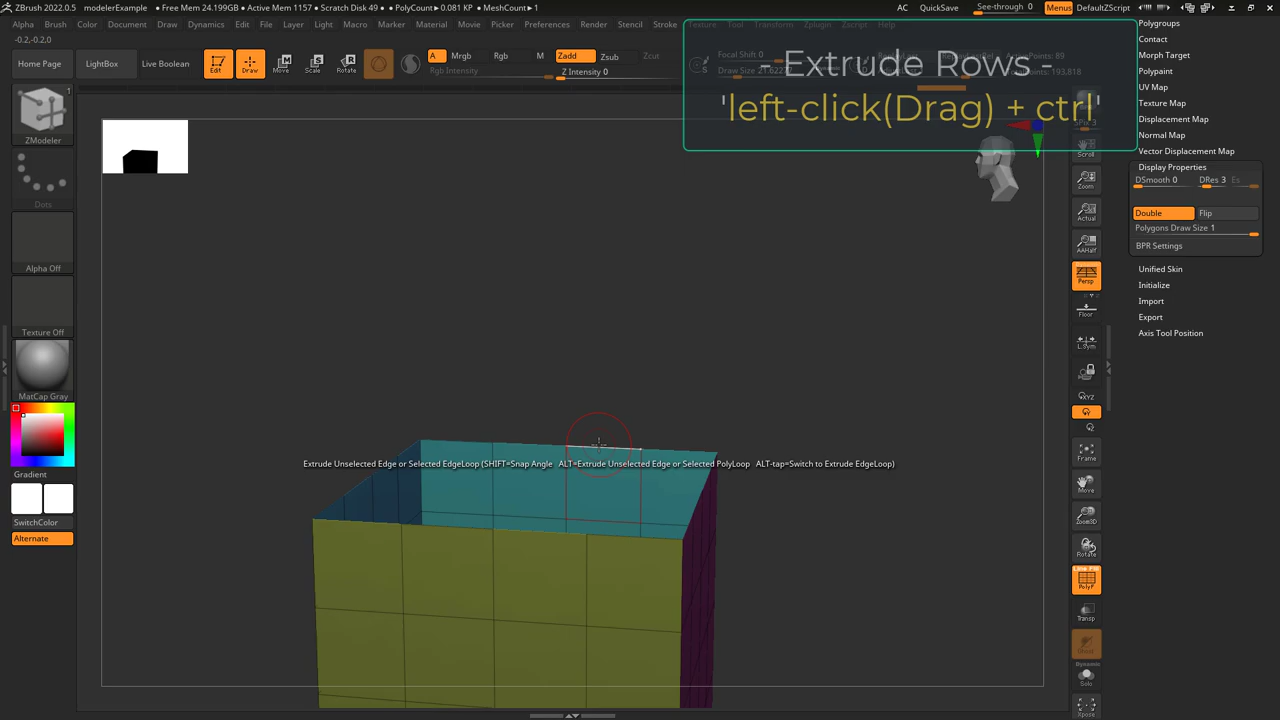 ZBrush 2022.0.5 modelerExample • Free Mem 24.199GB • Active Mem 1157 • Scratch Disk 49 • PolyCount•0.081 KP • MeshCount•1
AC QuickSave See-through 0 Menus DefaultZScript
Alpha Brush Color Document Draw Dynamics Edit File Layer Light Macro Marker Material Movie Picker Preferences Render Stencil Stroke Texture Tool Transform Zplugin Zscript Help
-0.2,-0.2,0
Home Page
LightBox
Live Boolean
Edit
Draw
Move
Scale
Rotate
A Mrgb Rgb M
Rgb Intensity
Zadd Zsub Zcut
Z Intensity 0
Focal Shift 0
- Extrude Rows -
'left-click(Drag) + ctrl'
ZModeler
1
Dots
Alpha Off
Texture Off
MatCap Gray
Gradient
SwitchColor
Alternate
Extrude Unselected Edge or Selected EdgeLoop (SHIFT=Snap Angle ALT=Extrude Unselected Edge or Selected PolyLoop ALT-tap=Switch to Extrude EdgeLoop)
SPix 3
Scroll
Zoom
Actual
AAHalf
Persp
Floor
L.Sym
XYZ
Y
Z
Frame
Move
Zoom3D
Rotate
Line Fill
PolyF
Transp
Ghost
Dynamic
Solo
Xpose
Polygroups
Contact
Morph Target
Polypaint
UV Map
Texture Map
Displacement Map
Normal Map
Vector Displacement Map
Display Properties
DSmooth 0 DRes 3 Es
Double Flip
Polygons Draw Size 1
BPR Settings
Unified Skin
Initialize
Import
Export
Axis Tool Position